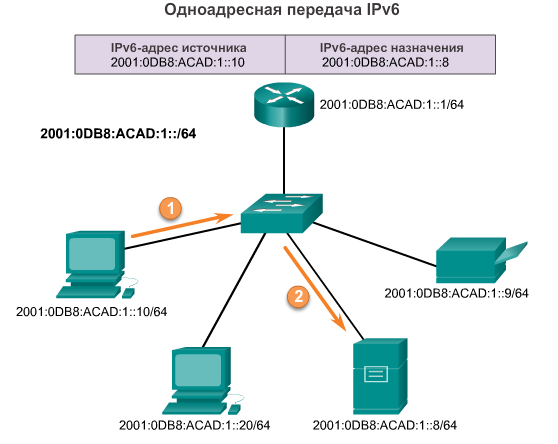 Одноадресная передача IPv6
IPv6-адрес источника
2001:0DB8:ACAD:1::10
IPv6-адрес назначения
2001:0DB8:ACAD:1::8
2001:0DB8:ACAD:1::1/64
2001:0DB8:ACAD:1::/64
1
2001:0DB8:ACAD:1::10/64
2001:0DB8:ACAD:1::9/64
2
2001:0DB8:ACAD:1::20/64
2001:0DB8:ACAD:1::8/64